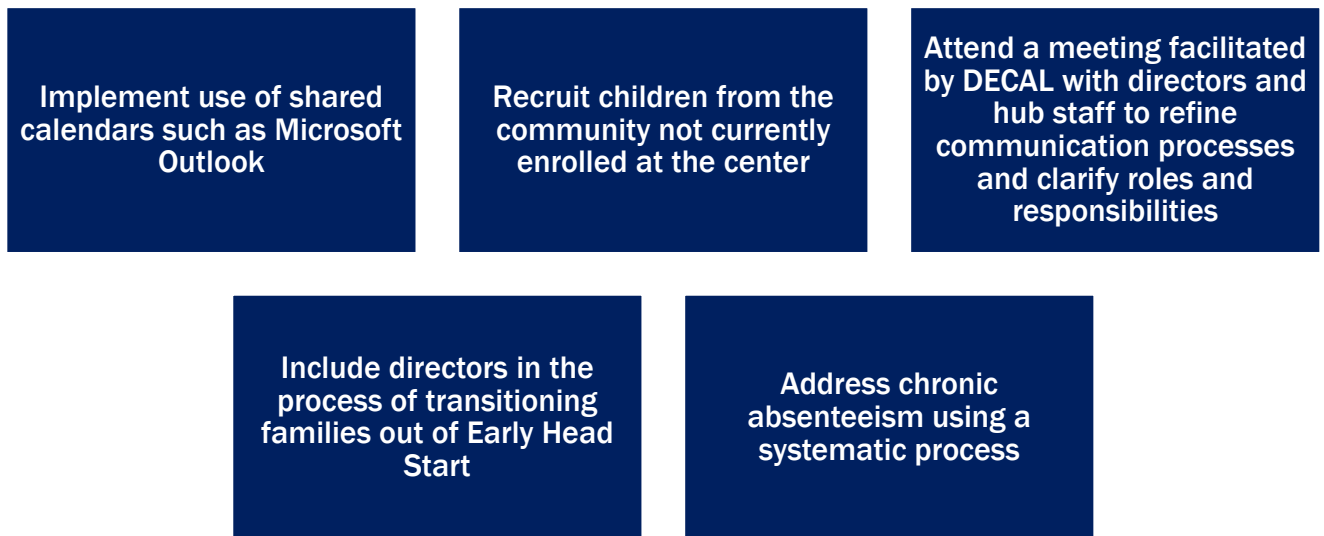 Implement use of shared
calendars such as Microsoft
Outlook
Recruit children from the
community not currently
enrolled at the center
Attend a meeting facilitated
by DECAL with directors and
hub staff to refine
communication processes
and clarify roles and
responsibilities
Include directors in the
process of transitioning
families out of Early Head
Start
Address chronic
absenteeism using a
systematic process